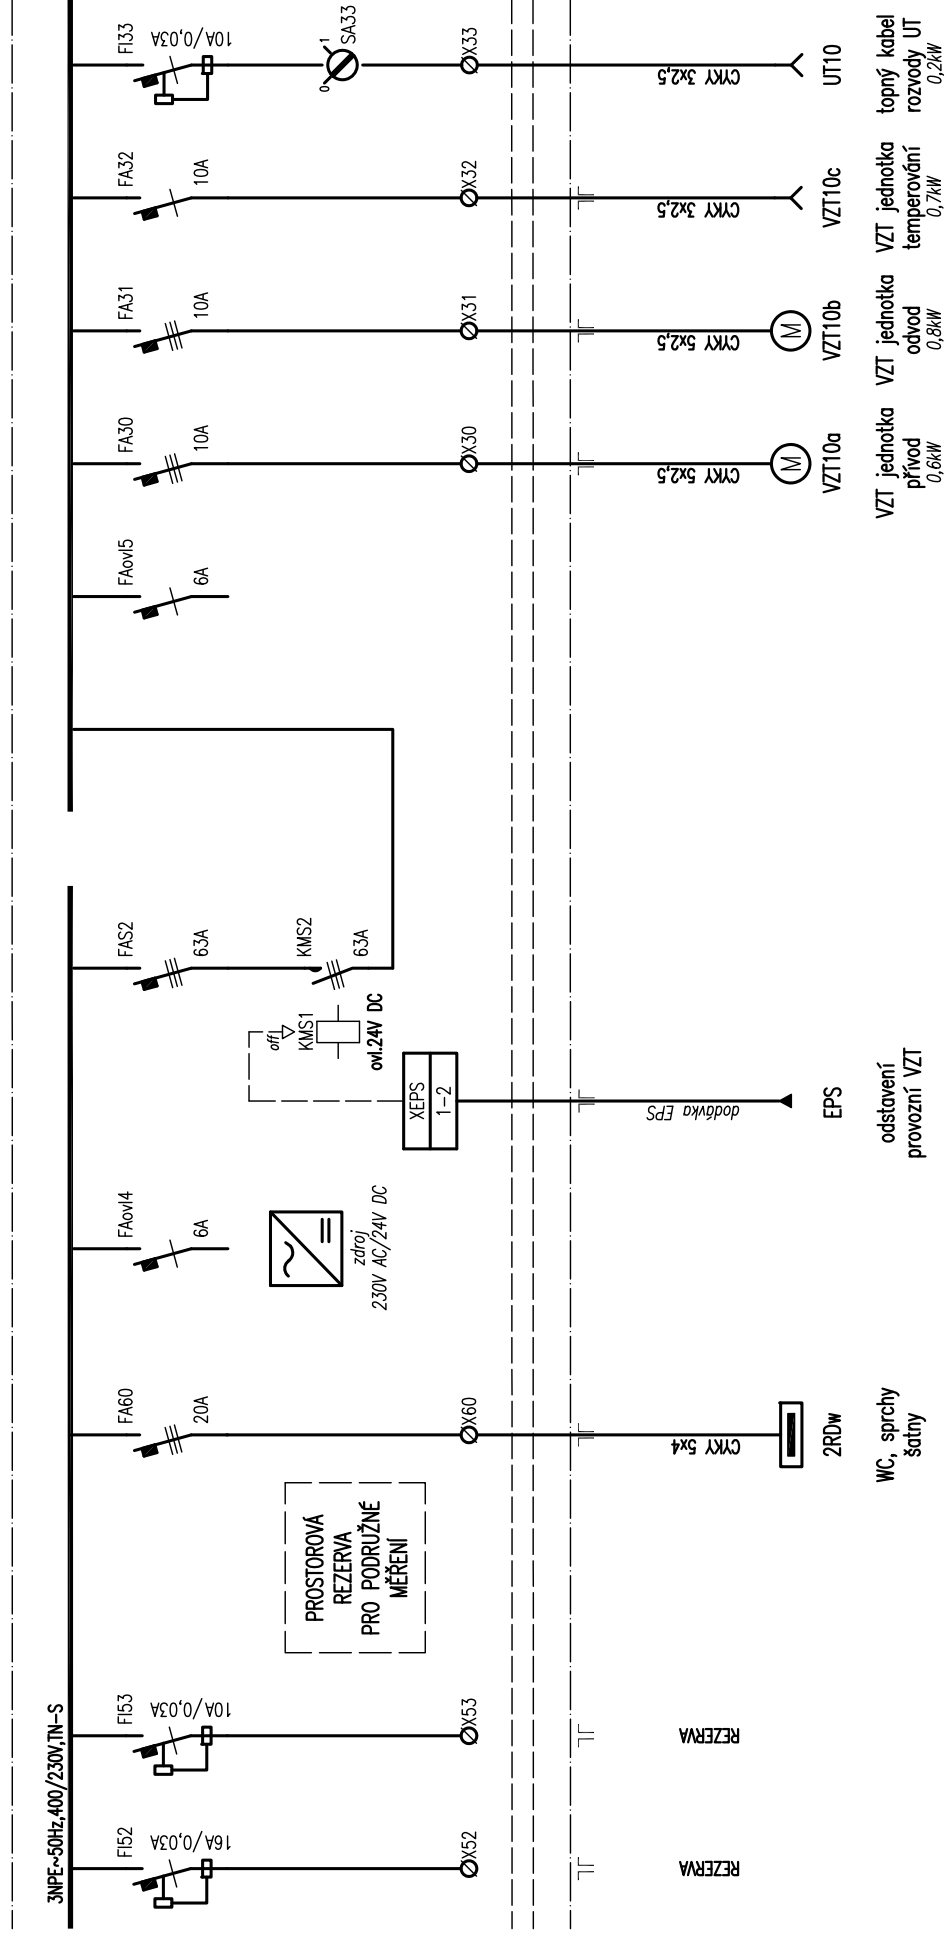 3NPE~50Hz,400/230V,TN-S
FI52
16A/0,03A
X52
REZERVA
FI53
10A/0,03A
X53
REZERVA
PROSTOROVÁ
REZERVA
PRO PODRUŽNÉ
MĚŘENÍ
FA60
20A
X60
CYKY 5x4
2RDw
WC, sprchy
šatny
FAovl4
6A
zdroj
230V AC/24V DC
XEPS
1-2
dodávka EPS
EPS
odstavení
provozní VZT
off
KMS1
ovl.24V DC
FAS2
63A
KMS2
63A
FAovl5
6A
FA30
10A
X30
CYKY 5x2,5
M
VZT10a
VZT jednotka
přívod
0,6kW
FA31
10A
X31
CYKY 5x2,5
M
VZT10b
VZT jednotka
odvod
0,8kW
FA32
10A
X32
CYKY 3x2,5
VZT10c
VZT jednotka
temperování
0,7kW
FI33
10A/0,03A
0
1
SA33
X33
CYKY 3x2,5
UT10
topný kabel
rozvody UT
0,2kW